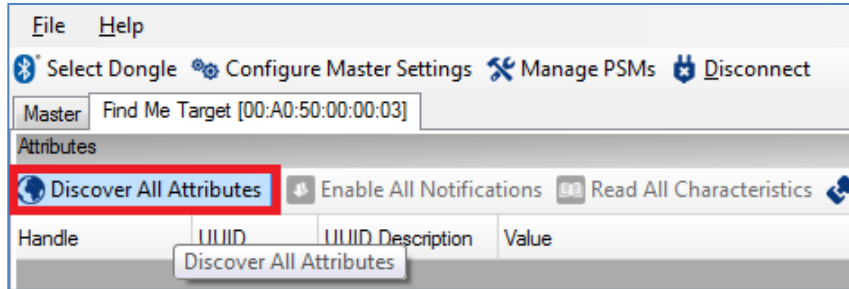 File Help
Select Dongle Configure Master Settings Manage PSMs Disconnect
Master Find Me Target [00:A0:50:00:00:03]
Attributes
Discover All Attributes Enable All Notifications Read All Characteristics
Handle UUID UUID Description Value
Discover All Attributes